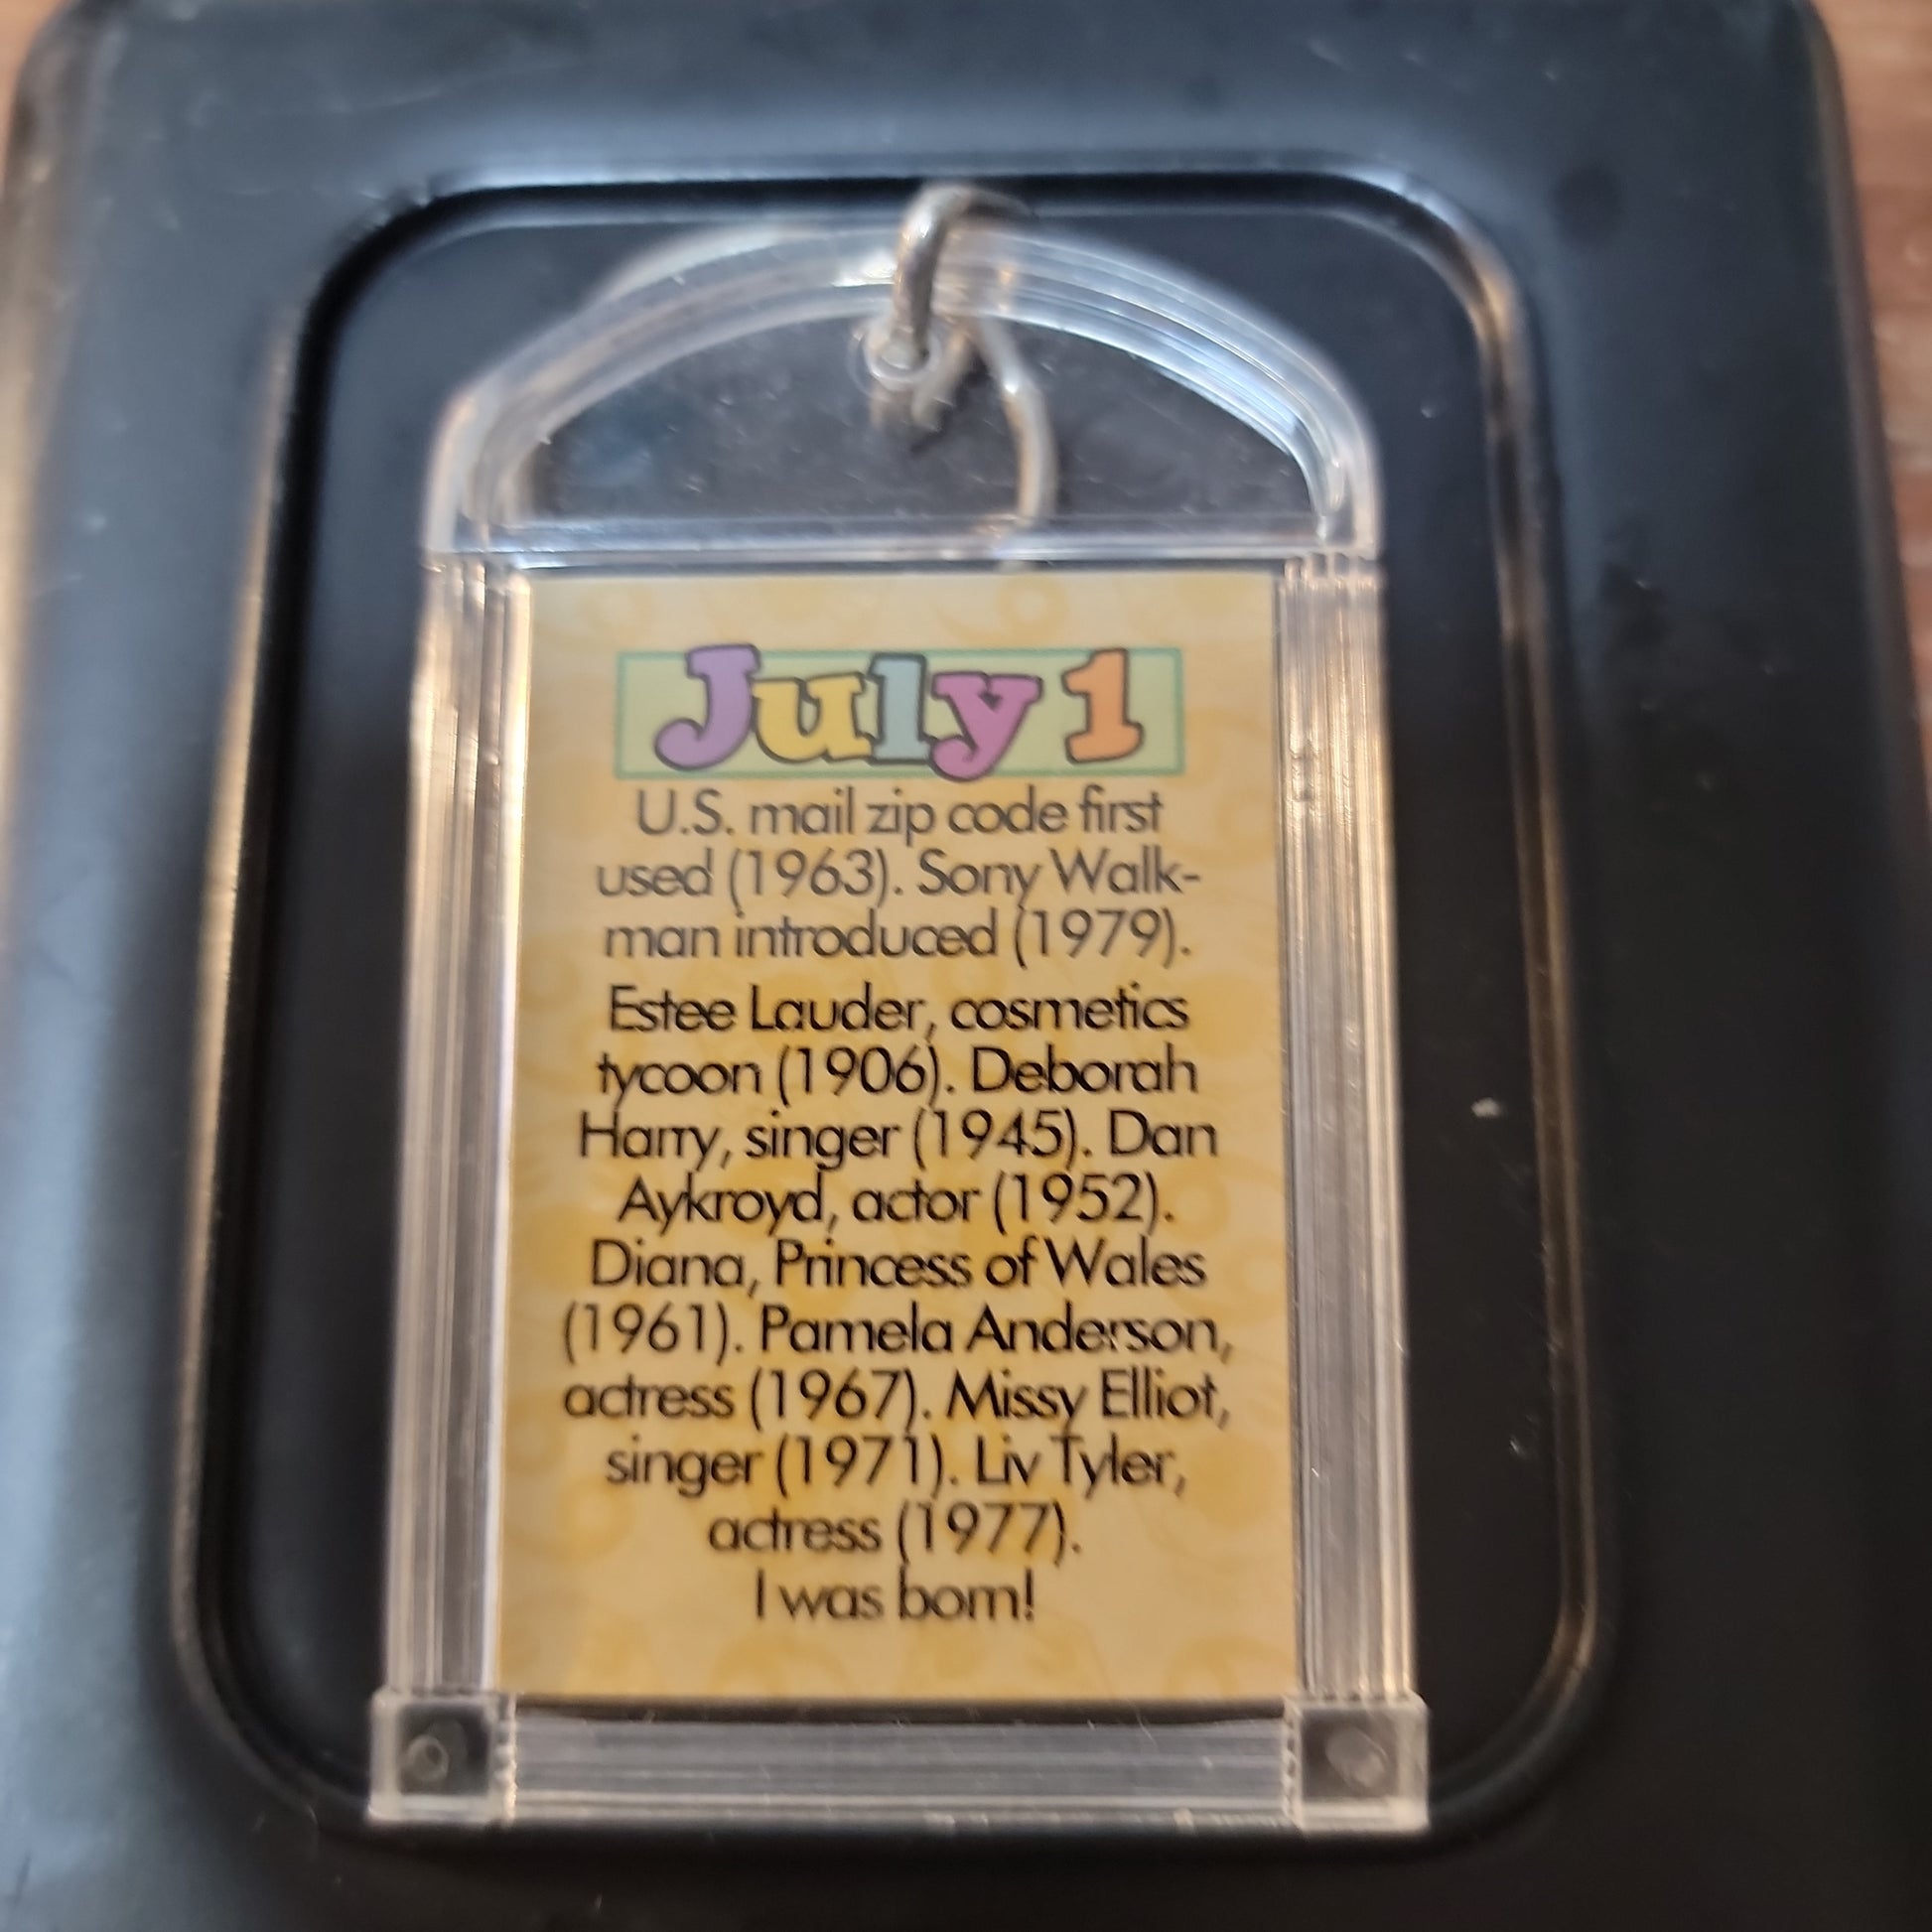 July 1
U.S. mail zip code first
used (1963). Sony Walk-
man introduced (1979).
Estee Lauder, cosmetics
tycoon (1906). Deborah
Harry, singer (1945). Dan
Aykroyd, actor (1952).
Diana, Princess of Wales
(1961). Pamela Anderson,
actress (1967). Missy Elliot,
singer (1971). Liv Tyler,
actress (1977).
I was born!